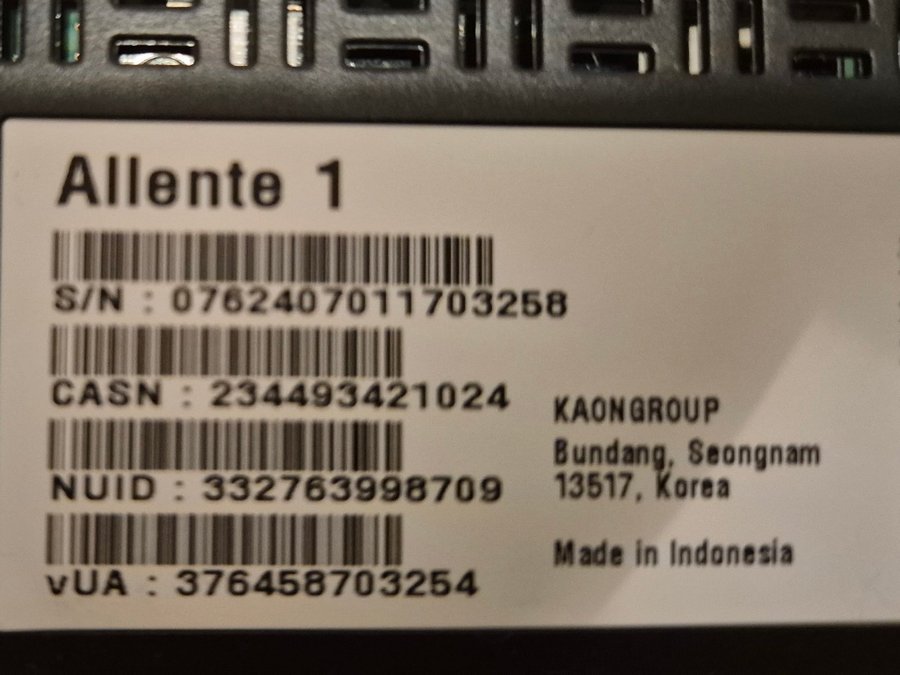 Allente 1
S/N : 0762407011703258
CASN : 234493421024
NUID : 332763998709
vUA : 376458703254
KAONGROUP
Bundang, Seongnam
13517, Korea
Made in Indonesia